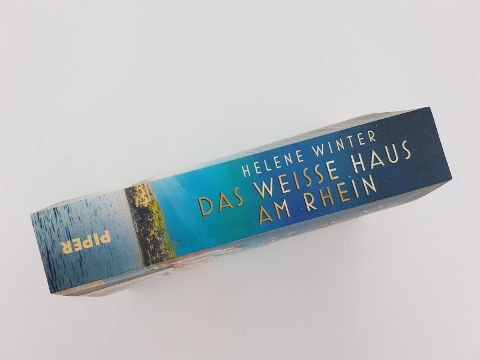 HELENE WINTER
DAS WEISSE HAUS
AM RHEIN
PIPER